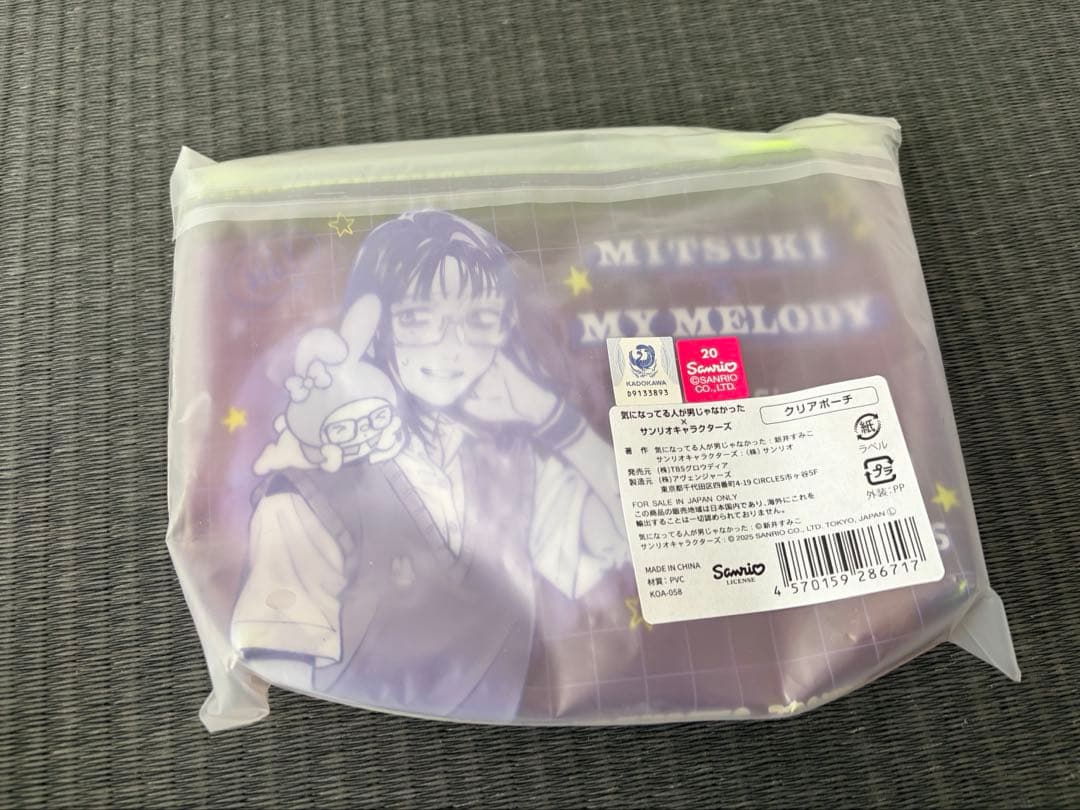 MITSUKI
×
MY MELODY
KADOKAWA
D9133893
20
Sanrio
©SANRIO
CO., LTD.
気になってる人が男じゃなかった
×
サンリオキャラクターズ
クリアポーチ
著 作 気になってる人が男じゃなかった：新井すみこ
サンリオキャラクターズ：(株) サンリオ
発売元 (株)TBSグロウディア
製造元 (株)アヴェンジャーズ
東京都千代田区四番町4-19 CIRCLES市ヶ谷5F
紙
ラベル
プラ
外装：PP
FOR SALE IN JAPAN ONLY
この商品の販売地域は日本国内であり、海外にこれを
輸出することは一切認められておりません。
気になってる人が男じゃなかった：©新井すみこ
サンリオキャラクターズ：© 2025 SANRIO CO., LTD. TOKYO, JAPAN Ⓛ
MADE IN CHINA
材質：PVC
KOA-058
Sanrio
LICENSE
4 570159 286717
S